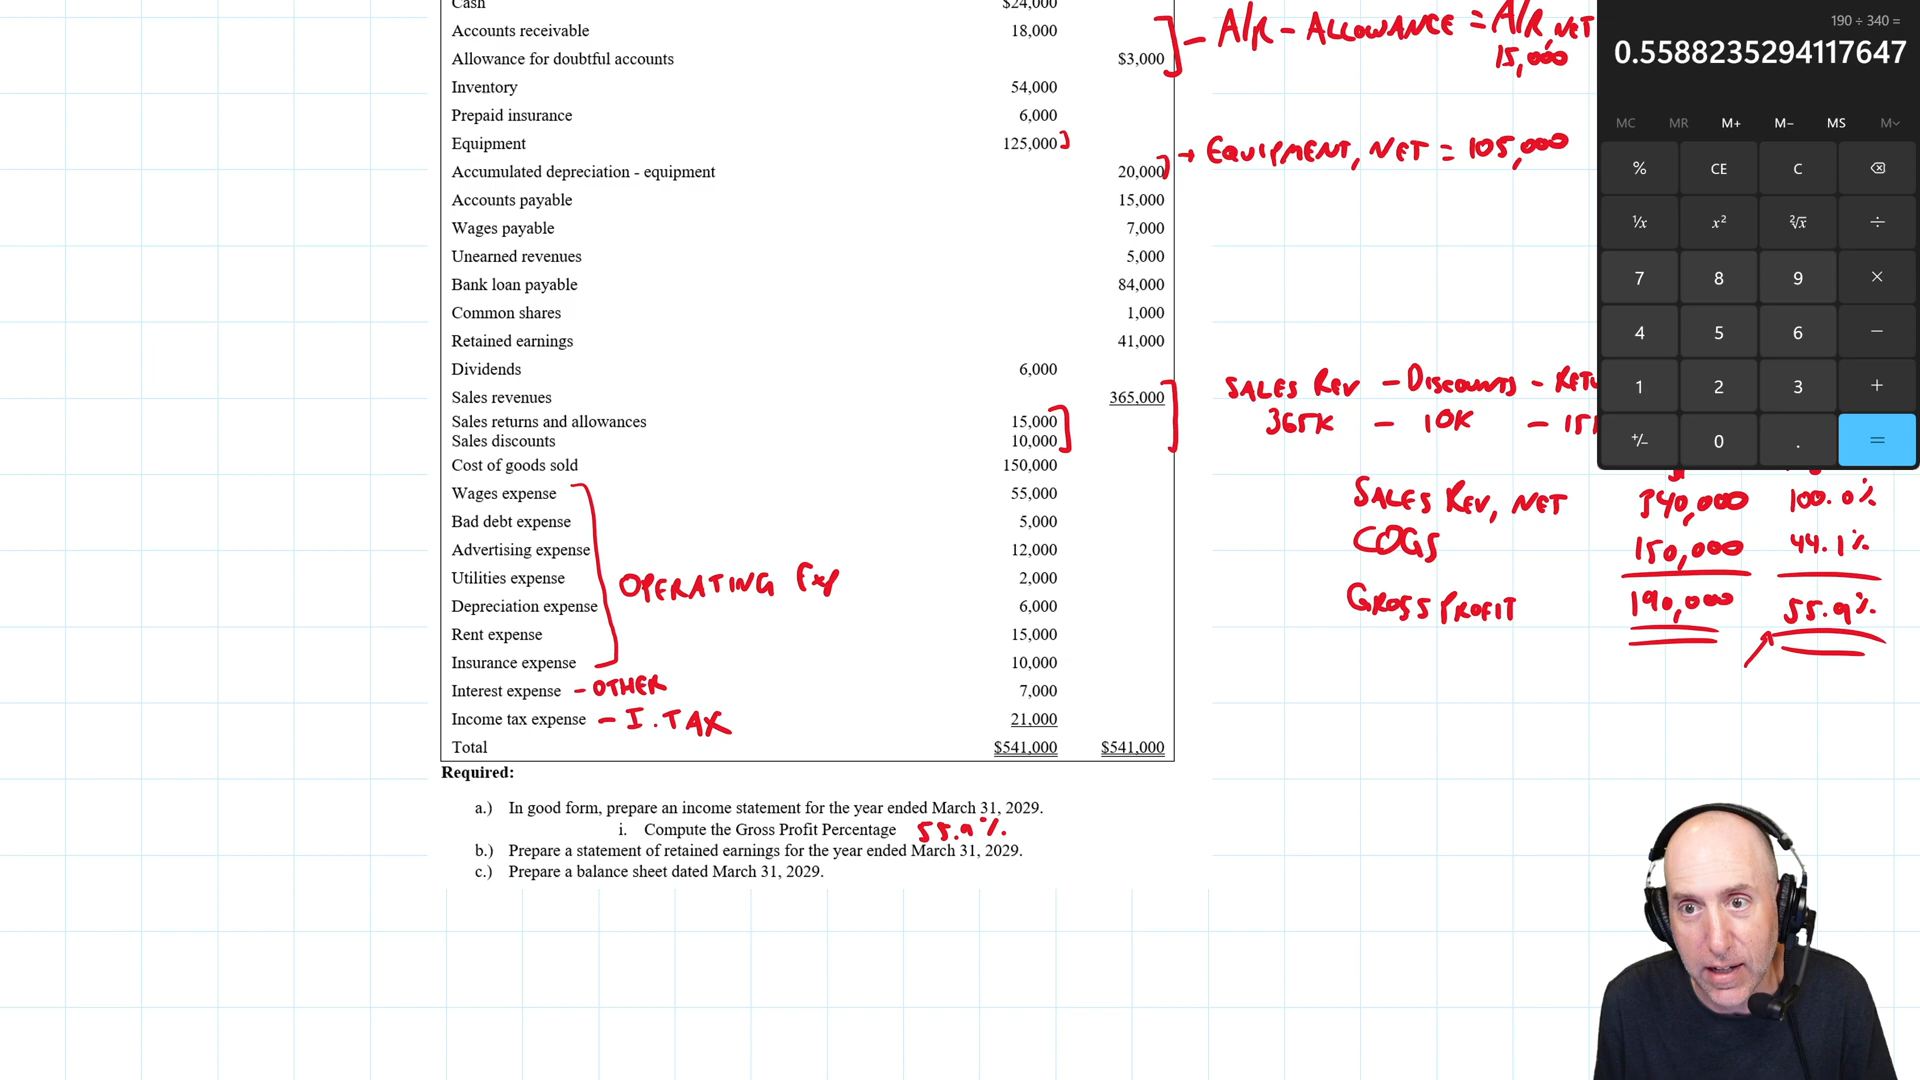 Cash $24,000
Accounts receivable 18,000
Allowance for doubtful accounts $3,000
Inventory 54,000
Prepaid insurance 6,000
Equipment 125,000
Accumulated depreciation - equipment 20,000
Accounts payable 15,000
Wages payable 7,000
Unearned revenues 5,000
Bank loan payable 84,000
Common shares 1,000
Retained earnings 41,000
Dividends 6,000
Sales revenues 365,000
Sales returns and allowances 15,000
Sales discounts 10,000
Cost of goods sold 150,000
Wages expense 55,000
Bad debt expense 5,000
Advertising expense 12,000
Utilities expense 2,000
Depreciation expense 6,000
Rent expense 15,000
Insurance expense 10,000
Interest expense - OTHER 7,000
Income tax expense - I. TAX 21,000
Total $541,000 $541,000
OPERATING Exp
Required:
a.) In good form, prepare an income statement for the year ended March 31, 2029.
i. Compute the Gross Profit Percentage 55.9%
b.) Prepare a statement of retained earnings for the year ended March 31, 2029.
c.) Prepare a balance sheet dated March 31, 2029.
- A/R - ALLOWANCE = A/R, NET
15,000
→ EQUIPMENT, NET = 105,000
SALES REV - DISCOUNTS - RETU
365K - 10K - 15
SALES REV, NET 340,000 100.0%
COGS 150,000 44.1%
GROSS PROFIT 190,000 55.9%
190 ÷ 340 =
0.5588235294117647
MC MR M+ M− MS M˅
% CE C ⌫
¹/x x² ²√x ÷
7 8 9 ×
4 5 6 −
1 2 3 +
+/− 0 . =